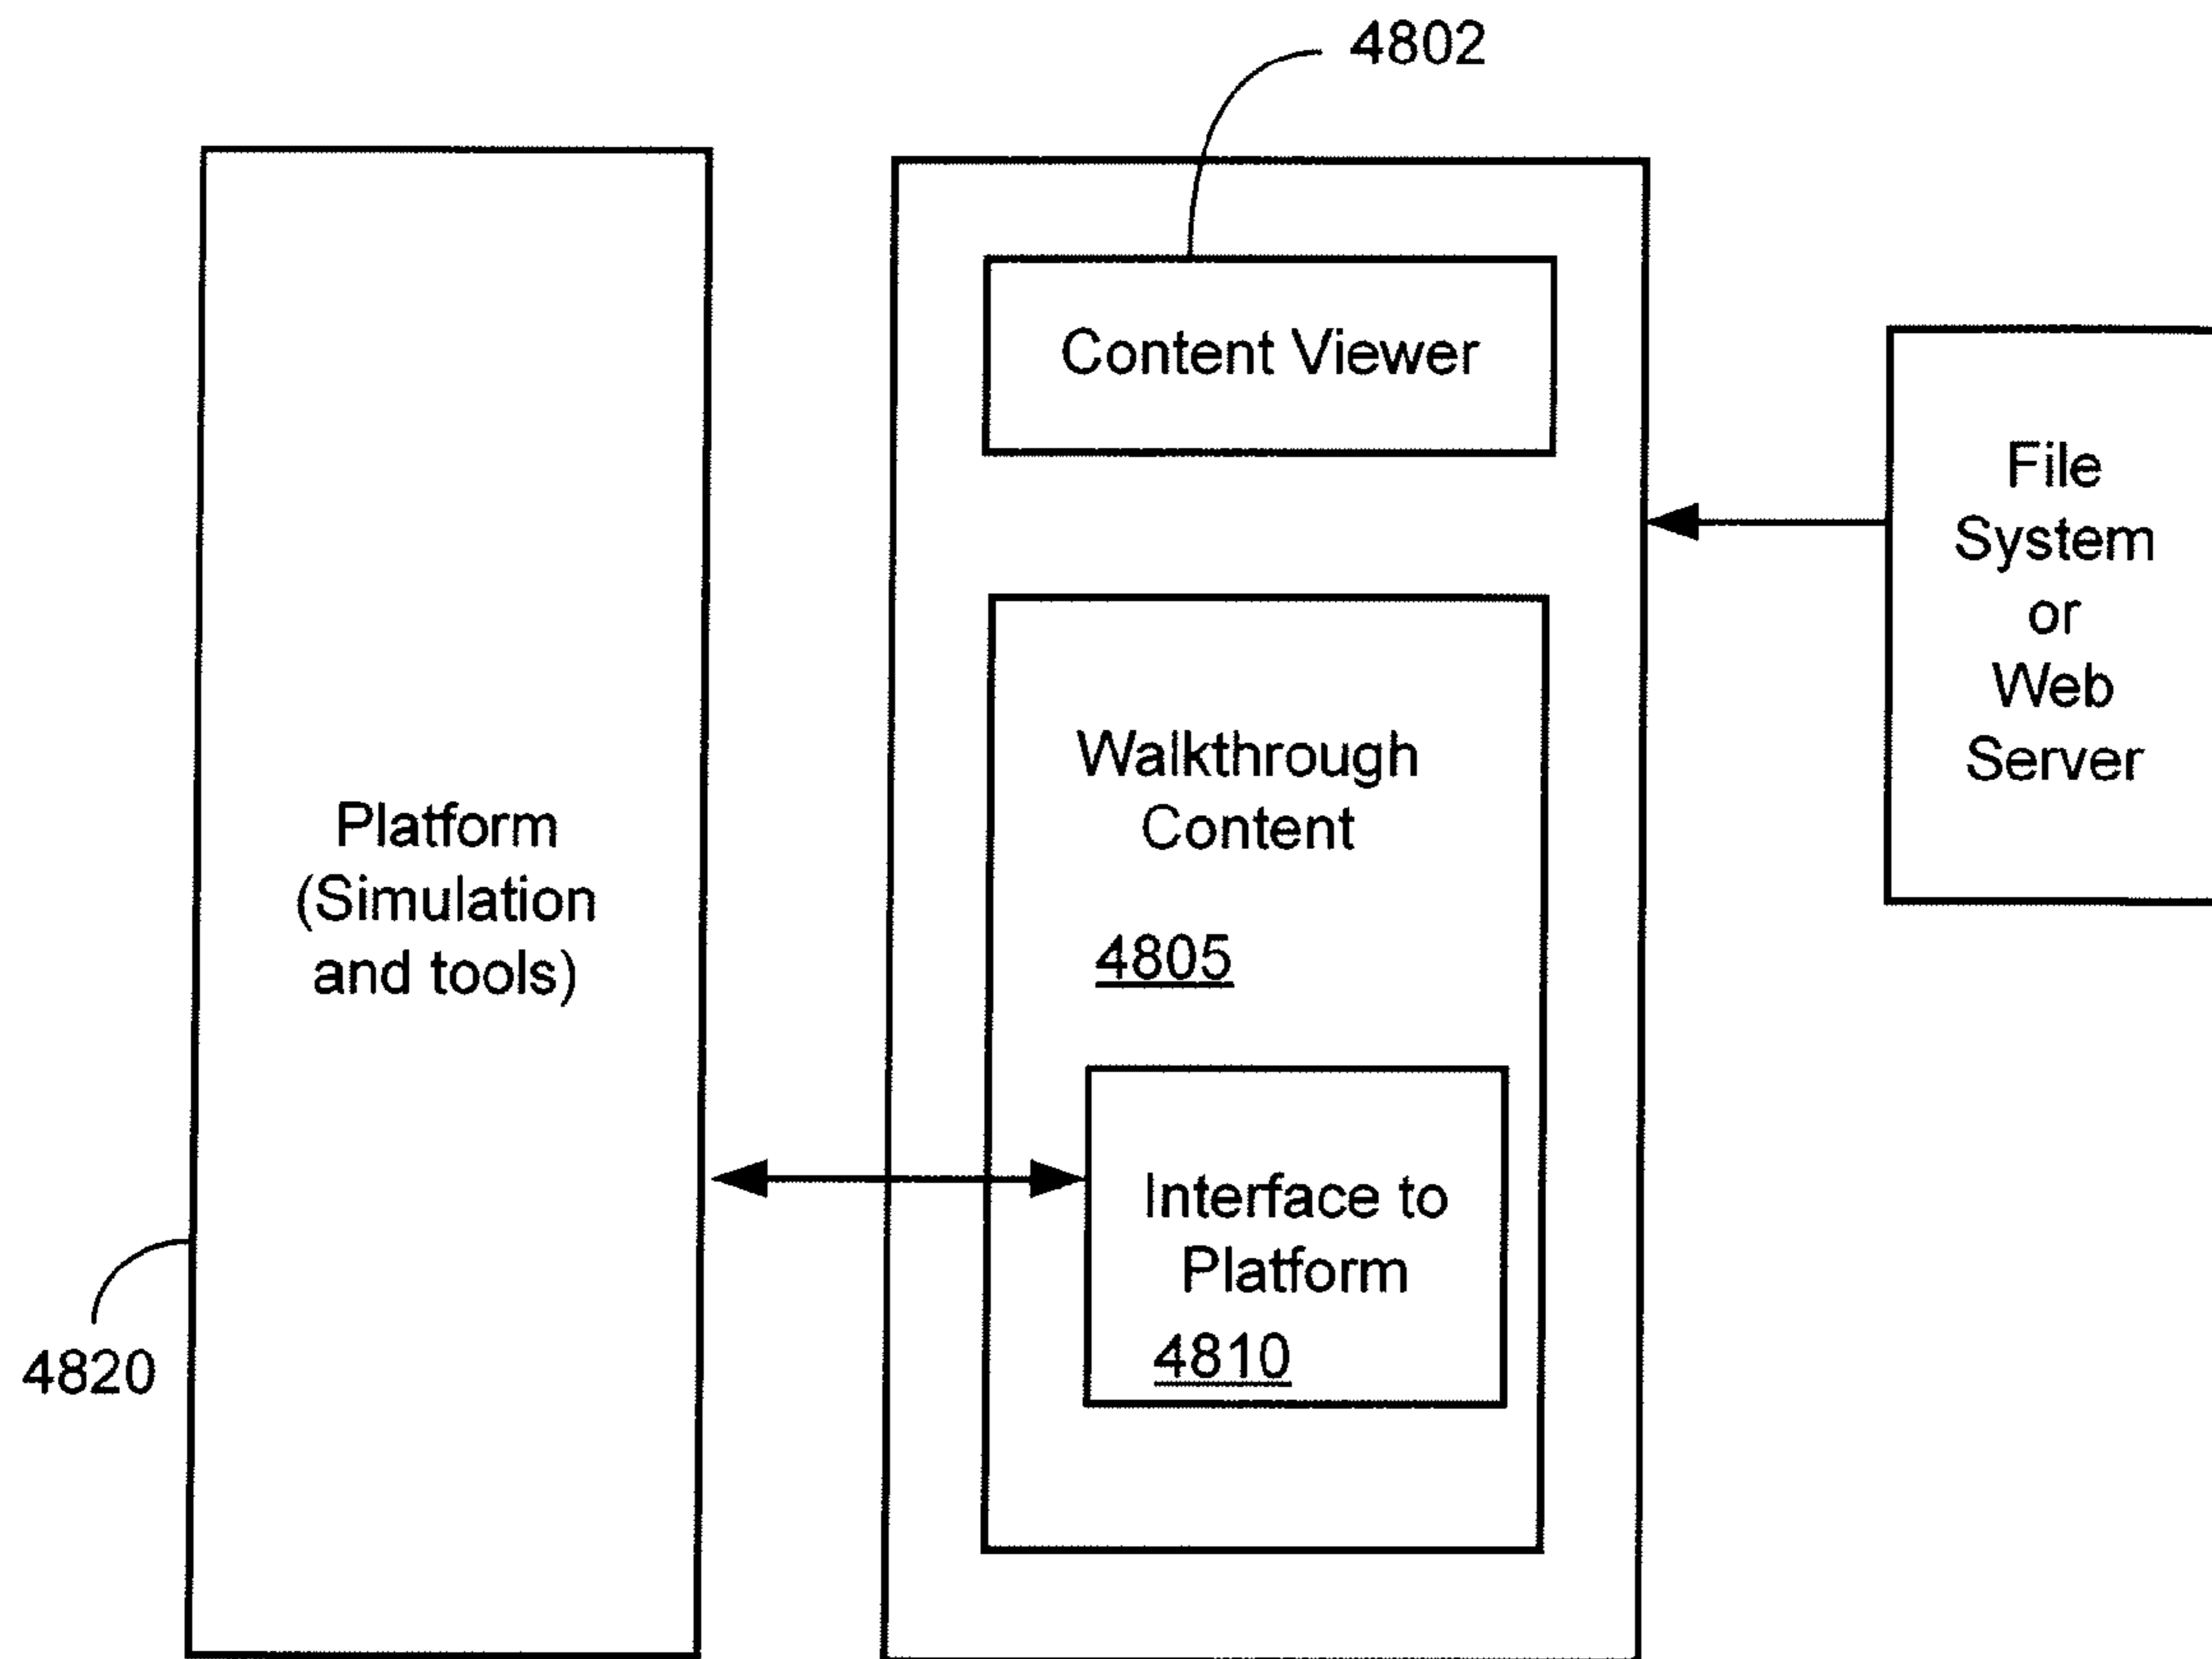 4802
Content Viewer
File
System
or
Web
Server
Walkthrough
Content
4805
Platform
(Simulation
and tools)
Interface to
Platform
4810
4820